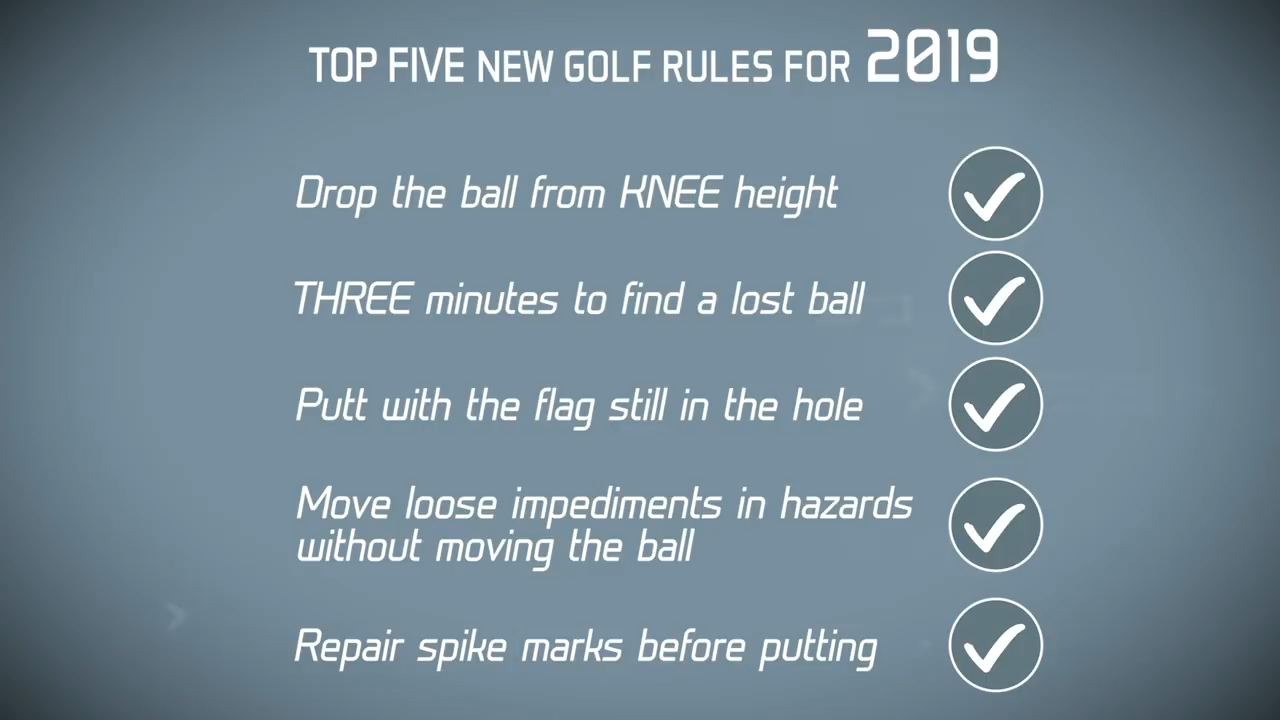 TOP FIVE NEW GOLF RULES FOR 2019
Drop the ball from KNEE height
THREE minutes to find a lost ball
Putt with the flag still in the hole
Move loose impediments in hazards
without moving the ball
Repair spike marks before putting